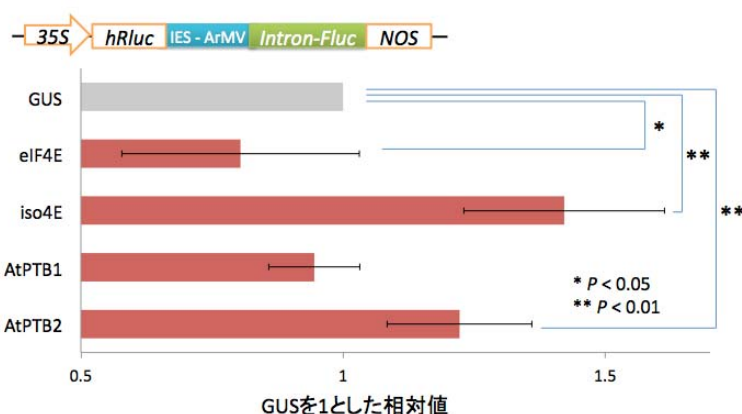 35S hRluc IES - ArMV Intron-Fluc NOS
GUS
eIF4E
*
iso4E
**
**
AtPTB1
* P < 0.05
** P < 0.01
AtPTB2
0.5 1 1.5
GUSを1とした相対値